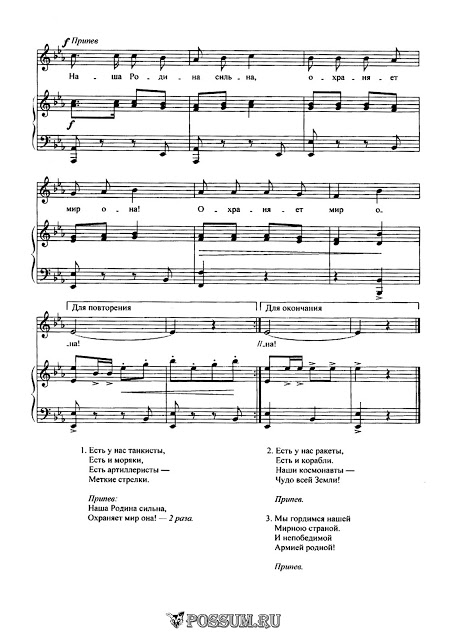 f Припев
На - ша Ро - ди - на силь - на, о - хра - ня - ет
f
мир о - на! О - хра - ня - ет мир о -
Для повторения Для окончания
-на! //-на!
1. Есть у нас танкисты,
Есть и моряки,
Есть артиллеристы —
Меткие стрелки.
Припев:
Наша Родина сильна,
Охраняет мир она! — 2 раза.
2. Есть у нас ракеты,
Есть и корабли.
Наши космонавты —
Чудо всей Земли!
Припев.
3. Мы гордимся нашей
Мирною страной.
И непобедимой
Армией родной!
Припев.
POSSUM.RU